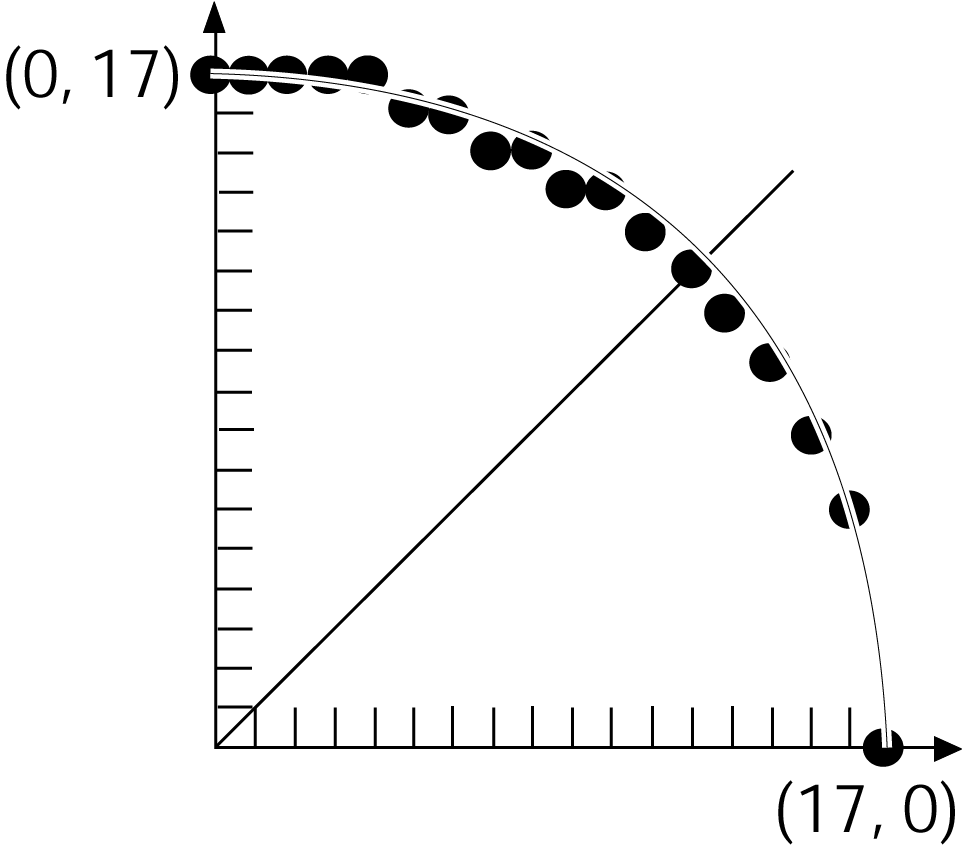 (0, 17)
(17, 0)